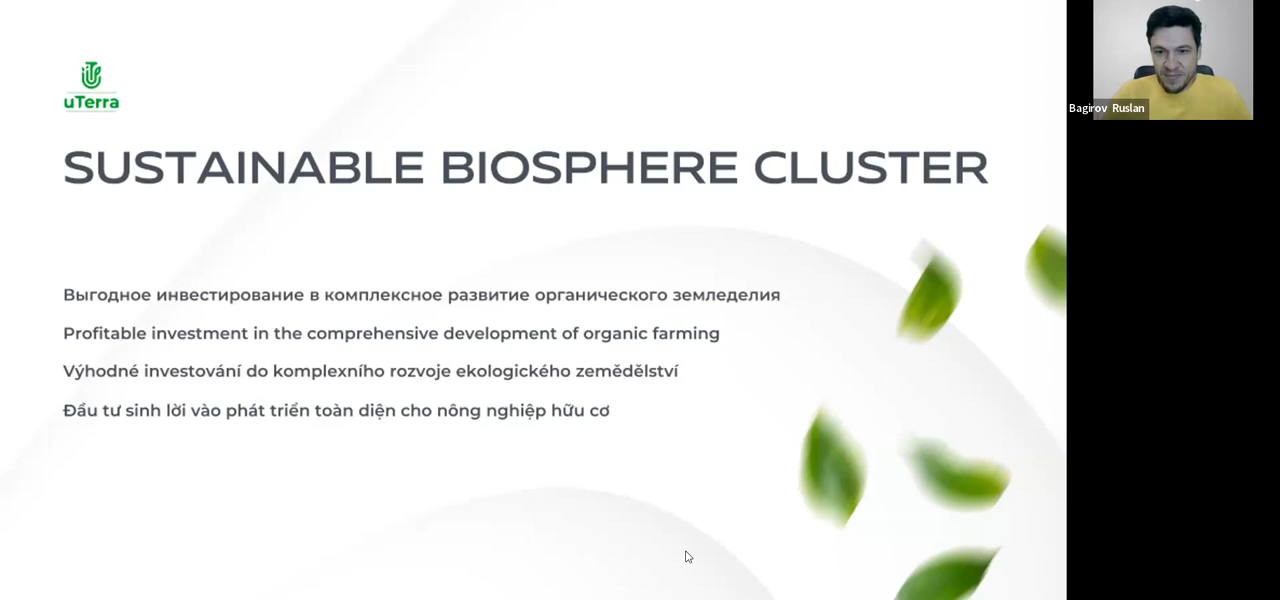 uTerra
SUSTAINABLE BIOSPHERE CLUSTER
Выгодное инвестирование в комплексное развитие органического земледелия
Profitable investment in the comprehensive development of organic farming
Výhodné investování do komplexního rozvoje ekologického zemědělství
Đầu tư sinh lời vào phát triển toàn diện cho nông nghiệp hữu cơ
Bagirov Ruslan